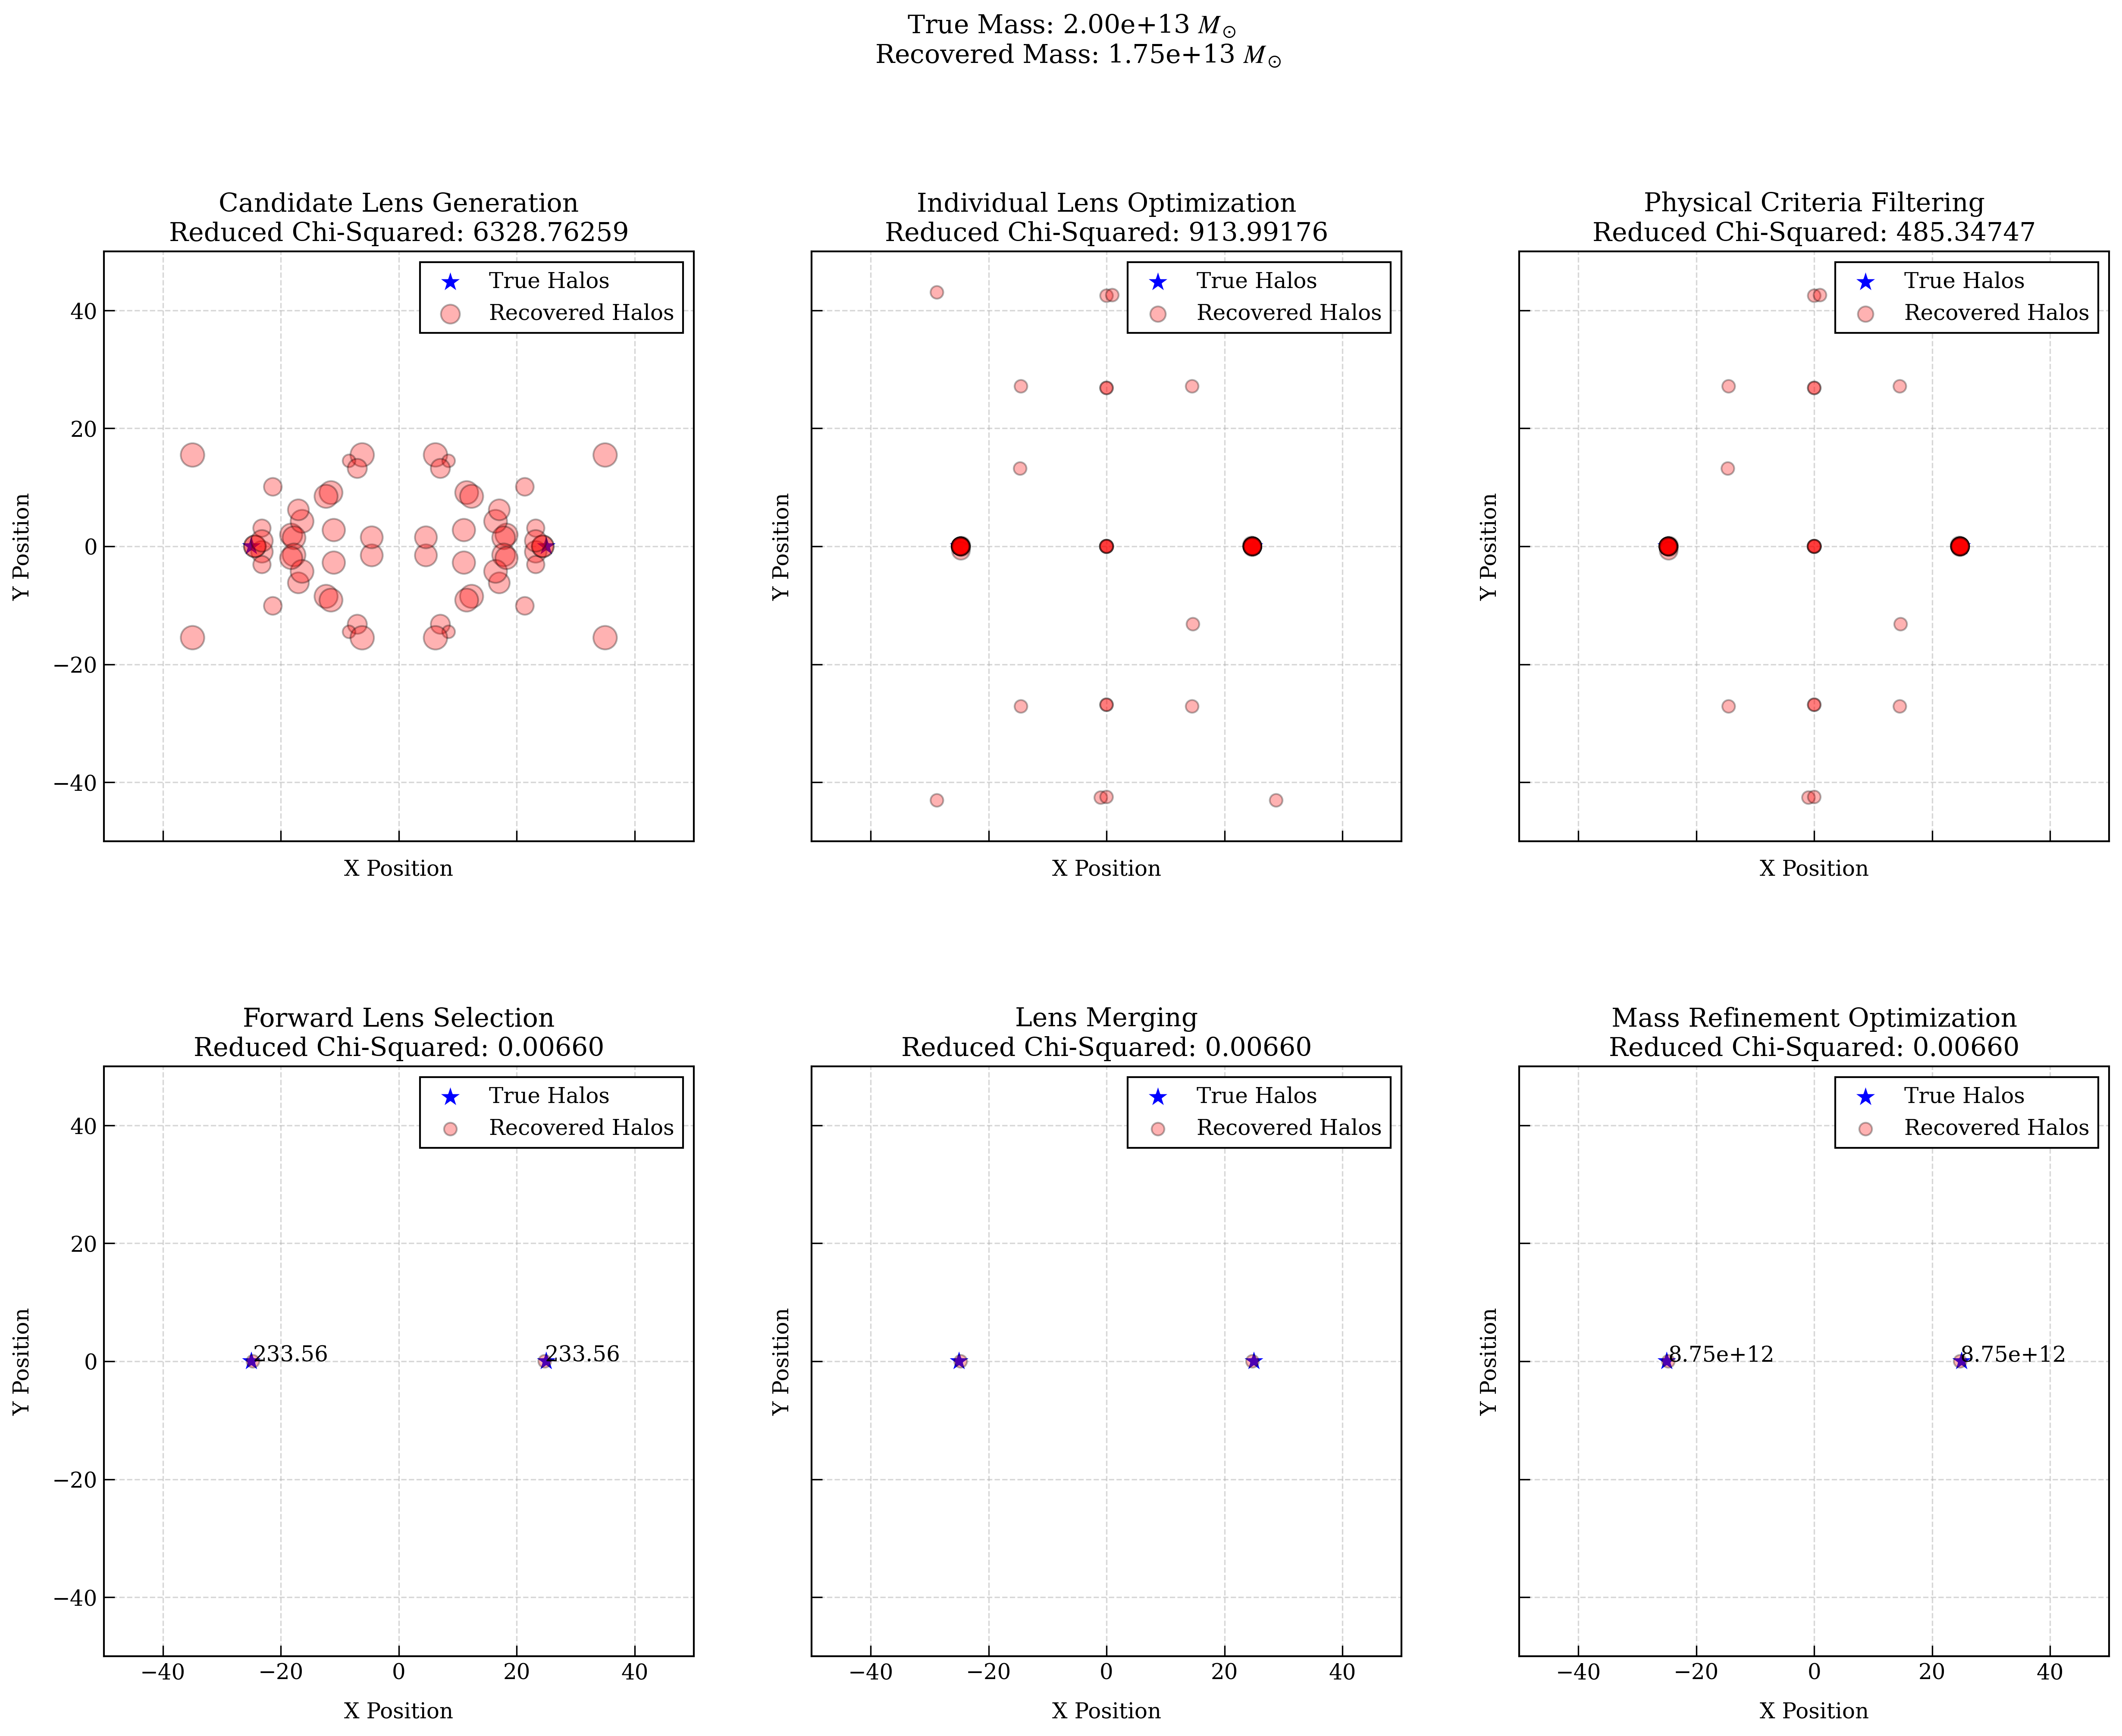 True Mass: 2.00e+13 M⊙
Recovered Mass: 1.75e+13 M⊙
Candidate Lens Generation
Reduced Chi-Squared: 6328.76259
True Halos
Recovered Halos
40
20
0
−20
−40
Y Position
X Position
Individual Lens Optimization
Reduced Chi-Squared: 913.99176
True Halos
Recovered Halos
Y Position
X Position
Physical Criteria Filtering
Reduced Chi-Squared: 485.34747
True Halos
Recovered Halos
Y Position
X Position
Forward Lens Selection
Reduced Chi-Squared: 0.00660
True Halos
Recovered Halos
233.56
233.56
40
20
0
−20
−40
Y Position
−40 −20 0 20 40
X Position
Lens Merging
Reduced Chi-Squared: 0.00660
True Halos
Recovered Halos
Y Position
−40 −20 0 20 40
X Position
Mass Refinement Optimization
Reduced Chi-Squared: 0.00660
True Halos
Recovered Halos
8.75e+12
8.75e+12
Y Position
−40 −20 0 20 40
X Position